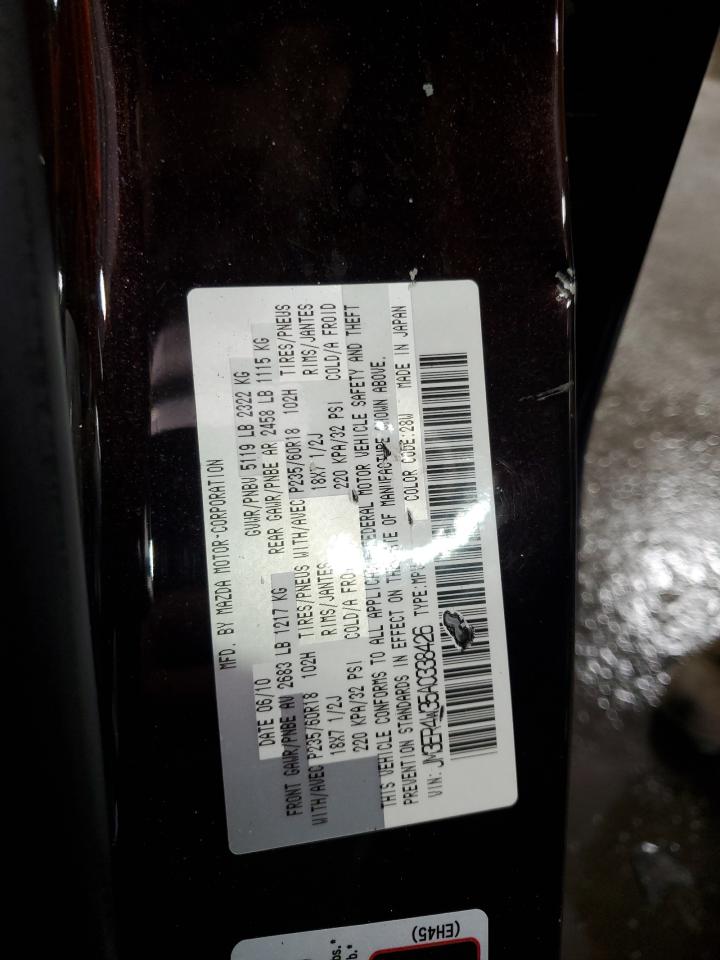 MFD. BY MAZDA MOTOR-CORPORATION
DATE 06/10 GVWR/PNBV 5119 LB 2322 KG
FRONT GAWR/PNBE AV 2683 LB 1217 KG REAR GAWR/PNBE AR 2458 LB 1115 KG
WITH/AVEC P235/60R18 102H TIRES/PNEUS WITH/AVEC P235/60R18 102H TIRES/PNEUS
18X7 1/2J RIMS/JANTES 18X7 1/2J RIMS/JANTES
220 KPA/32 PSI COLD/A FROID 220 KPA/32 PSI COLD/A FROID
THIS VEHICLE CONFORMS TO ALL FEDERAL MOTOR VEHICLE SAFETY AND THEFT
PREVENTION STANDARDS IN EFFECT ON THE DATE OF MANUFACTURE SHOWN ABOVE.
VIN: TYPE: COLOR CODE:28W MADE IN JAPAN
(EH45)